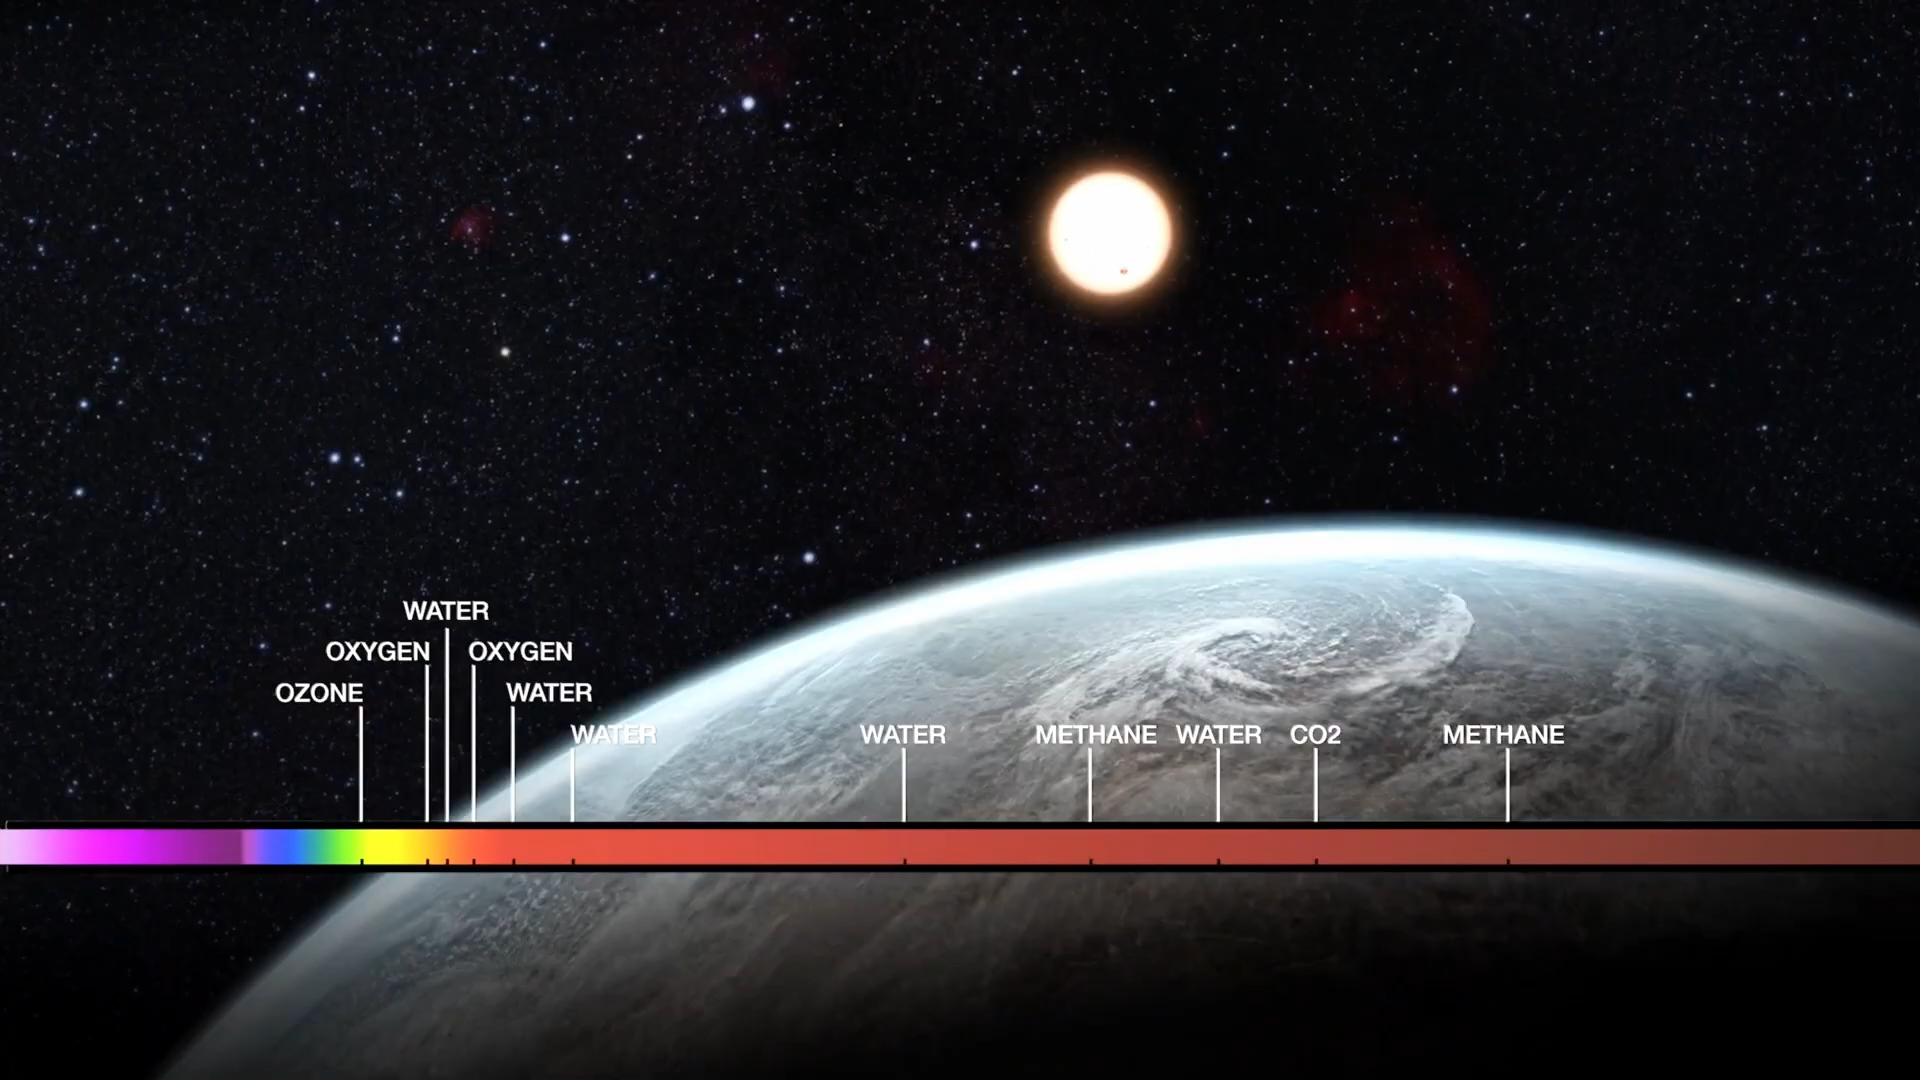 WATER
OXYGEN OXYGEN
OZONE WATER
WATER WATER METHANE WATER CO2 METHANE